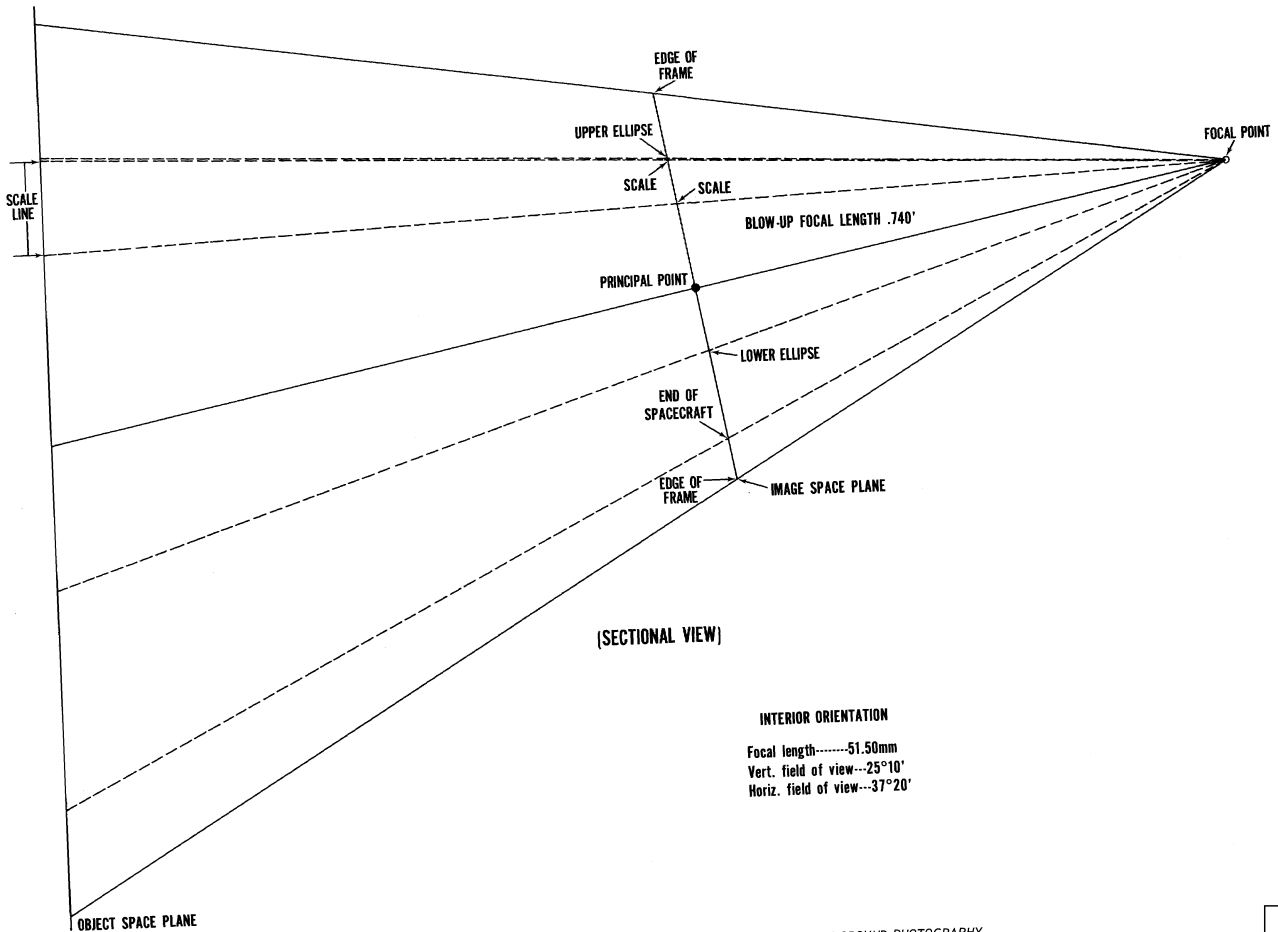 EDGE OF
FRAME
UPPER ELLIPSE
FOCAL POINT
SCALE
SCALE
SCALE
LINE
BLOW-UP FOCAL LENGTH .740'
PRINCIPAL POINT
LOWER ELLIPSE
END OF
SPACECRAFT
EDGE OF
FRAME
IMAGE SPACE PLANE
(SECTIONAL VIEW)
INTERIOR ORIENTATION
Focal length--------51.50mm
Vert. field of view---25°10'
Horiz. field of view---37°20'
OBJECT SPACE PLANE
PHOTOGRAPHY